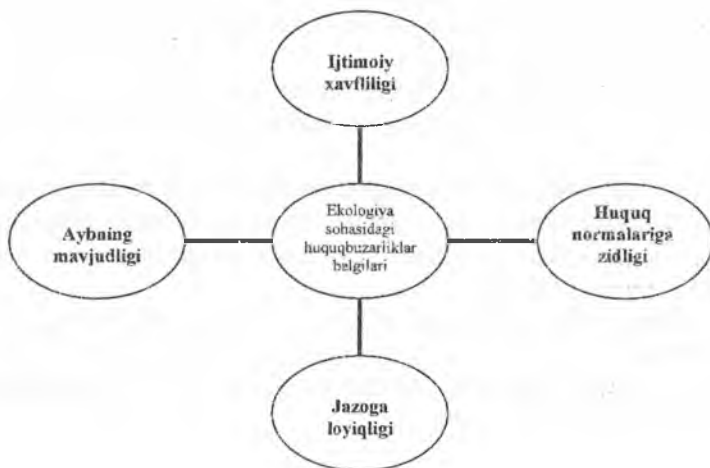 Ijtimoiy
xavfliligi
Aybning
mavjudligi
Ekologiya
sohasidagi
huquqbuzarliklar
belgilari
Huquq
normalariga
zidligi
Jazoga
loyiqligi